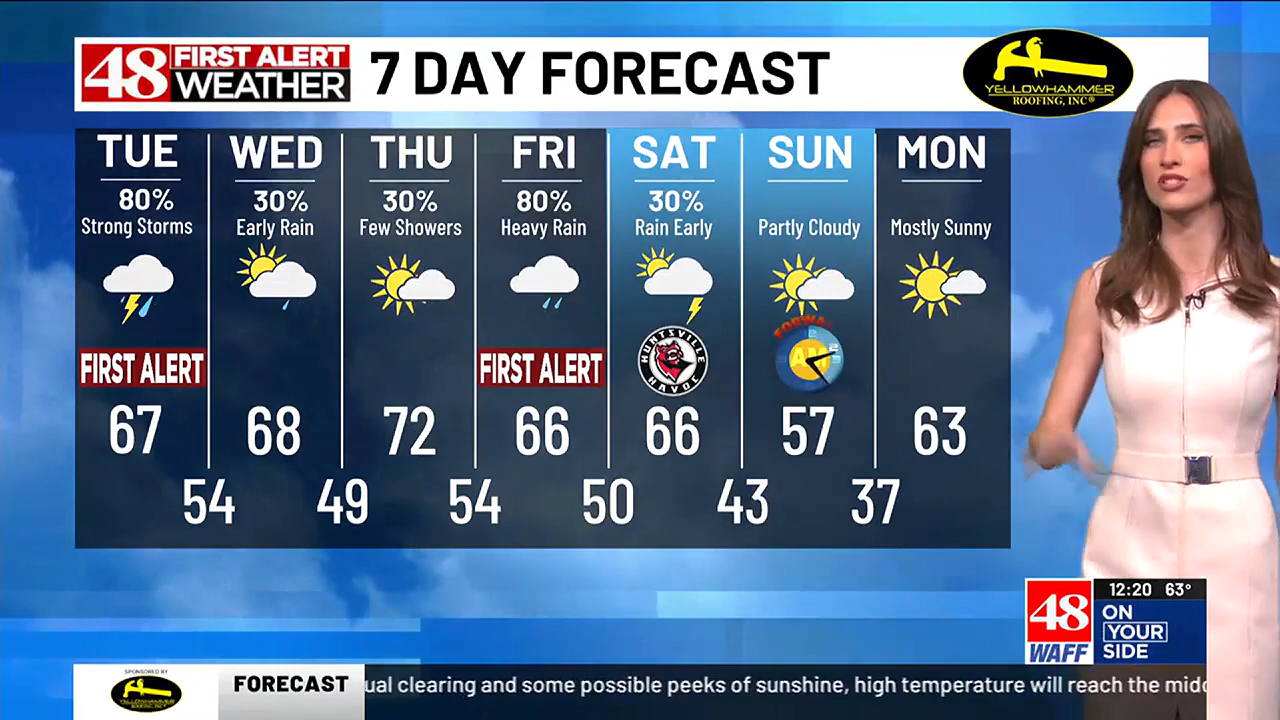 48 FIRST ALERT WEATHER
7 DAY FORECAST
YELLOWHAMMER
ROOFING, INC®
TUE WED THU FRI SAT SUN MON
80% 30% 30% 80% 30%
Strong Storms Early Rain Few Showers Heavy Rain Rain Early Partly Cloudy Mostly Sunny
HUNTSVILLE HAVOC
FIRST ALERT FIRST ALERT
67 68 72 66 66 57 63
54 49 54 50 43 37
48 WAFF
12:20 63°
ON
YOUR
SIDE
SPONSORED BY
YELLOWHAMMER
ROOFING, INC®
FORECAST
ual clearing and some possible peeks of sunshine, high temperature will reach the mid